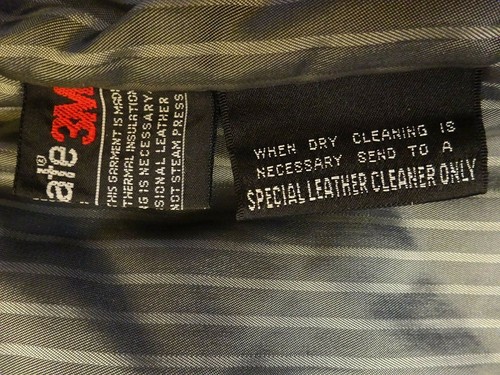 ate® 3M
THIS GARMENT IS MADE
THERMAL INSULATION
NG IS NECESSARY,
SIONAL LEATHER
NOT STEAM PRESS
WHEN DRY CLEANING IS
NECESSARY SEND TO A
SPECIAL LEATHER CLEANER ONLY